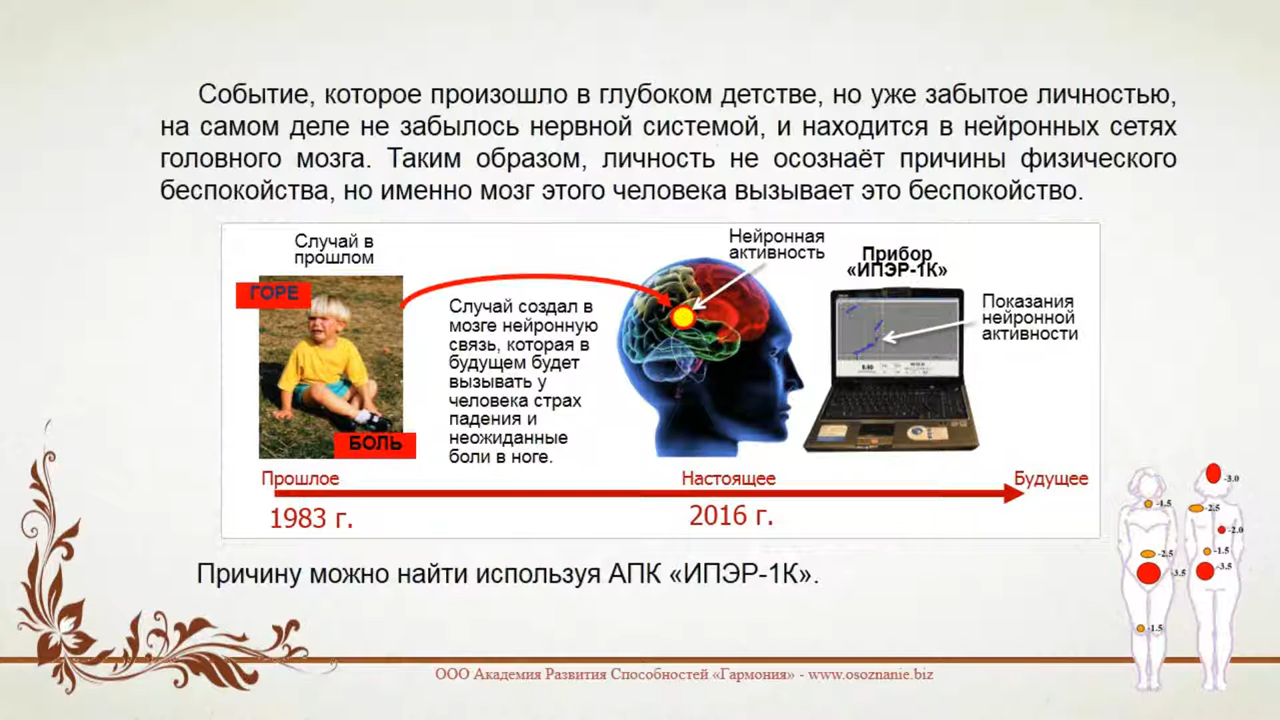 Событие, которое произошло в глубоком детстве, но уже забытое личностью,
на самом деле не забылось нервной системой, и находится в нейронных сетях
головного мозга. Таким образом, личность не осознаёт причины физического
беспокойства, но именно мозг этого человека вызывает это беспокойство.
Случай в
прошлом
ГОРЕ
БОЛЬ
Случай создал в
мозге нейронную
связь, которая в
будущем будет
вызывать у
человека страх
падения и
неожиданные
боли в ноге.
Нейронная
активность
Прибор
«ИПЭР-1К»
Показания
нейронной
активности
Прошлое
Настоящее
Будущее
1983 г.
2016 г.
Причину можно найти используя АПК «ИПЭР-1К».
-1.5
-2.5
-3.5
-1.5
-3.0
-2.5
-2.0
-1.5
-3.5
ООО Академия Развития Способностей «Гармония» - www.osoznanie.biz